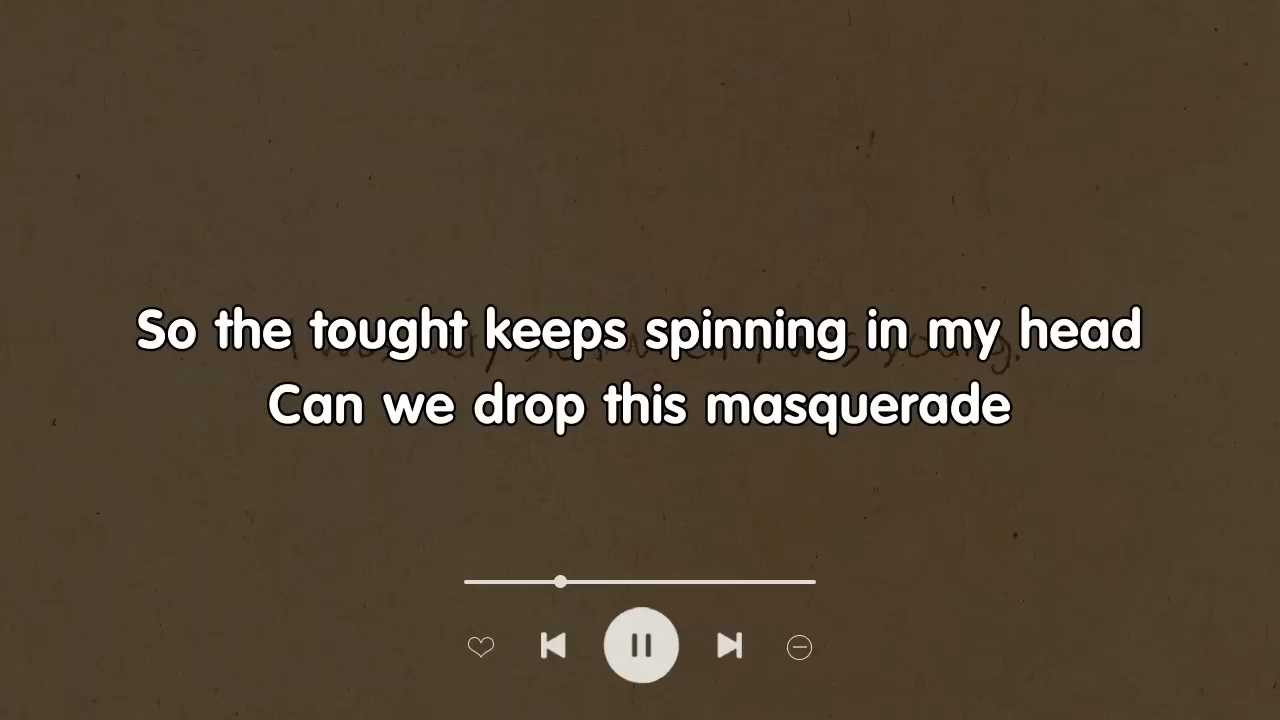 So the tought keeps spinning in my head
Can we drop this masquerade